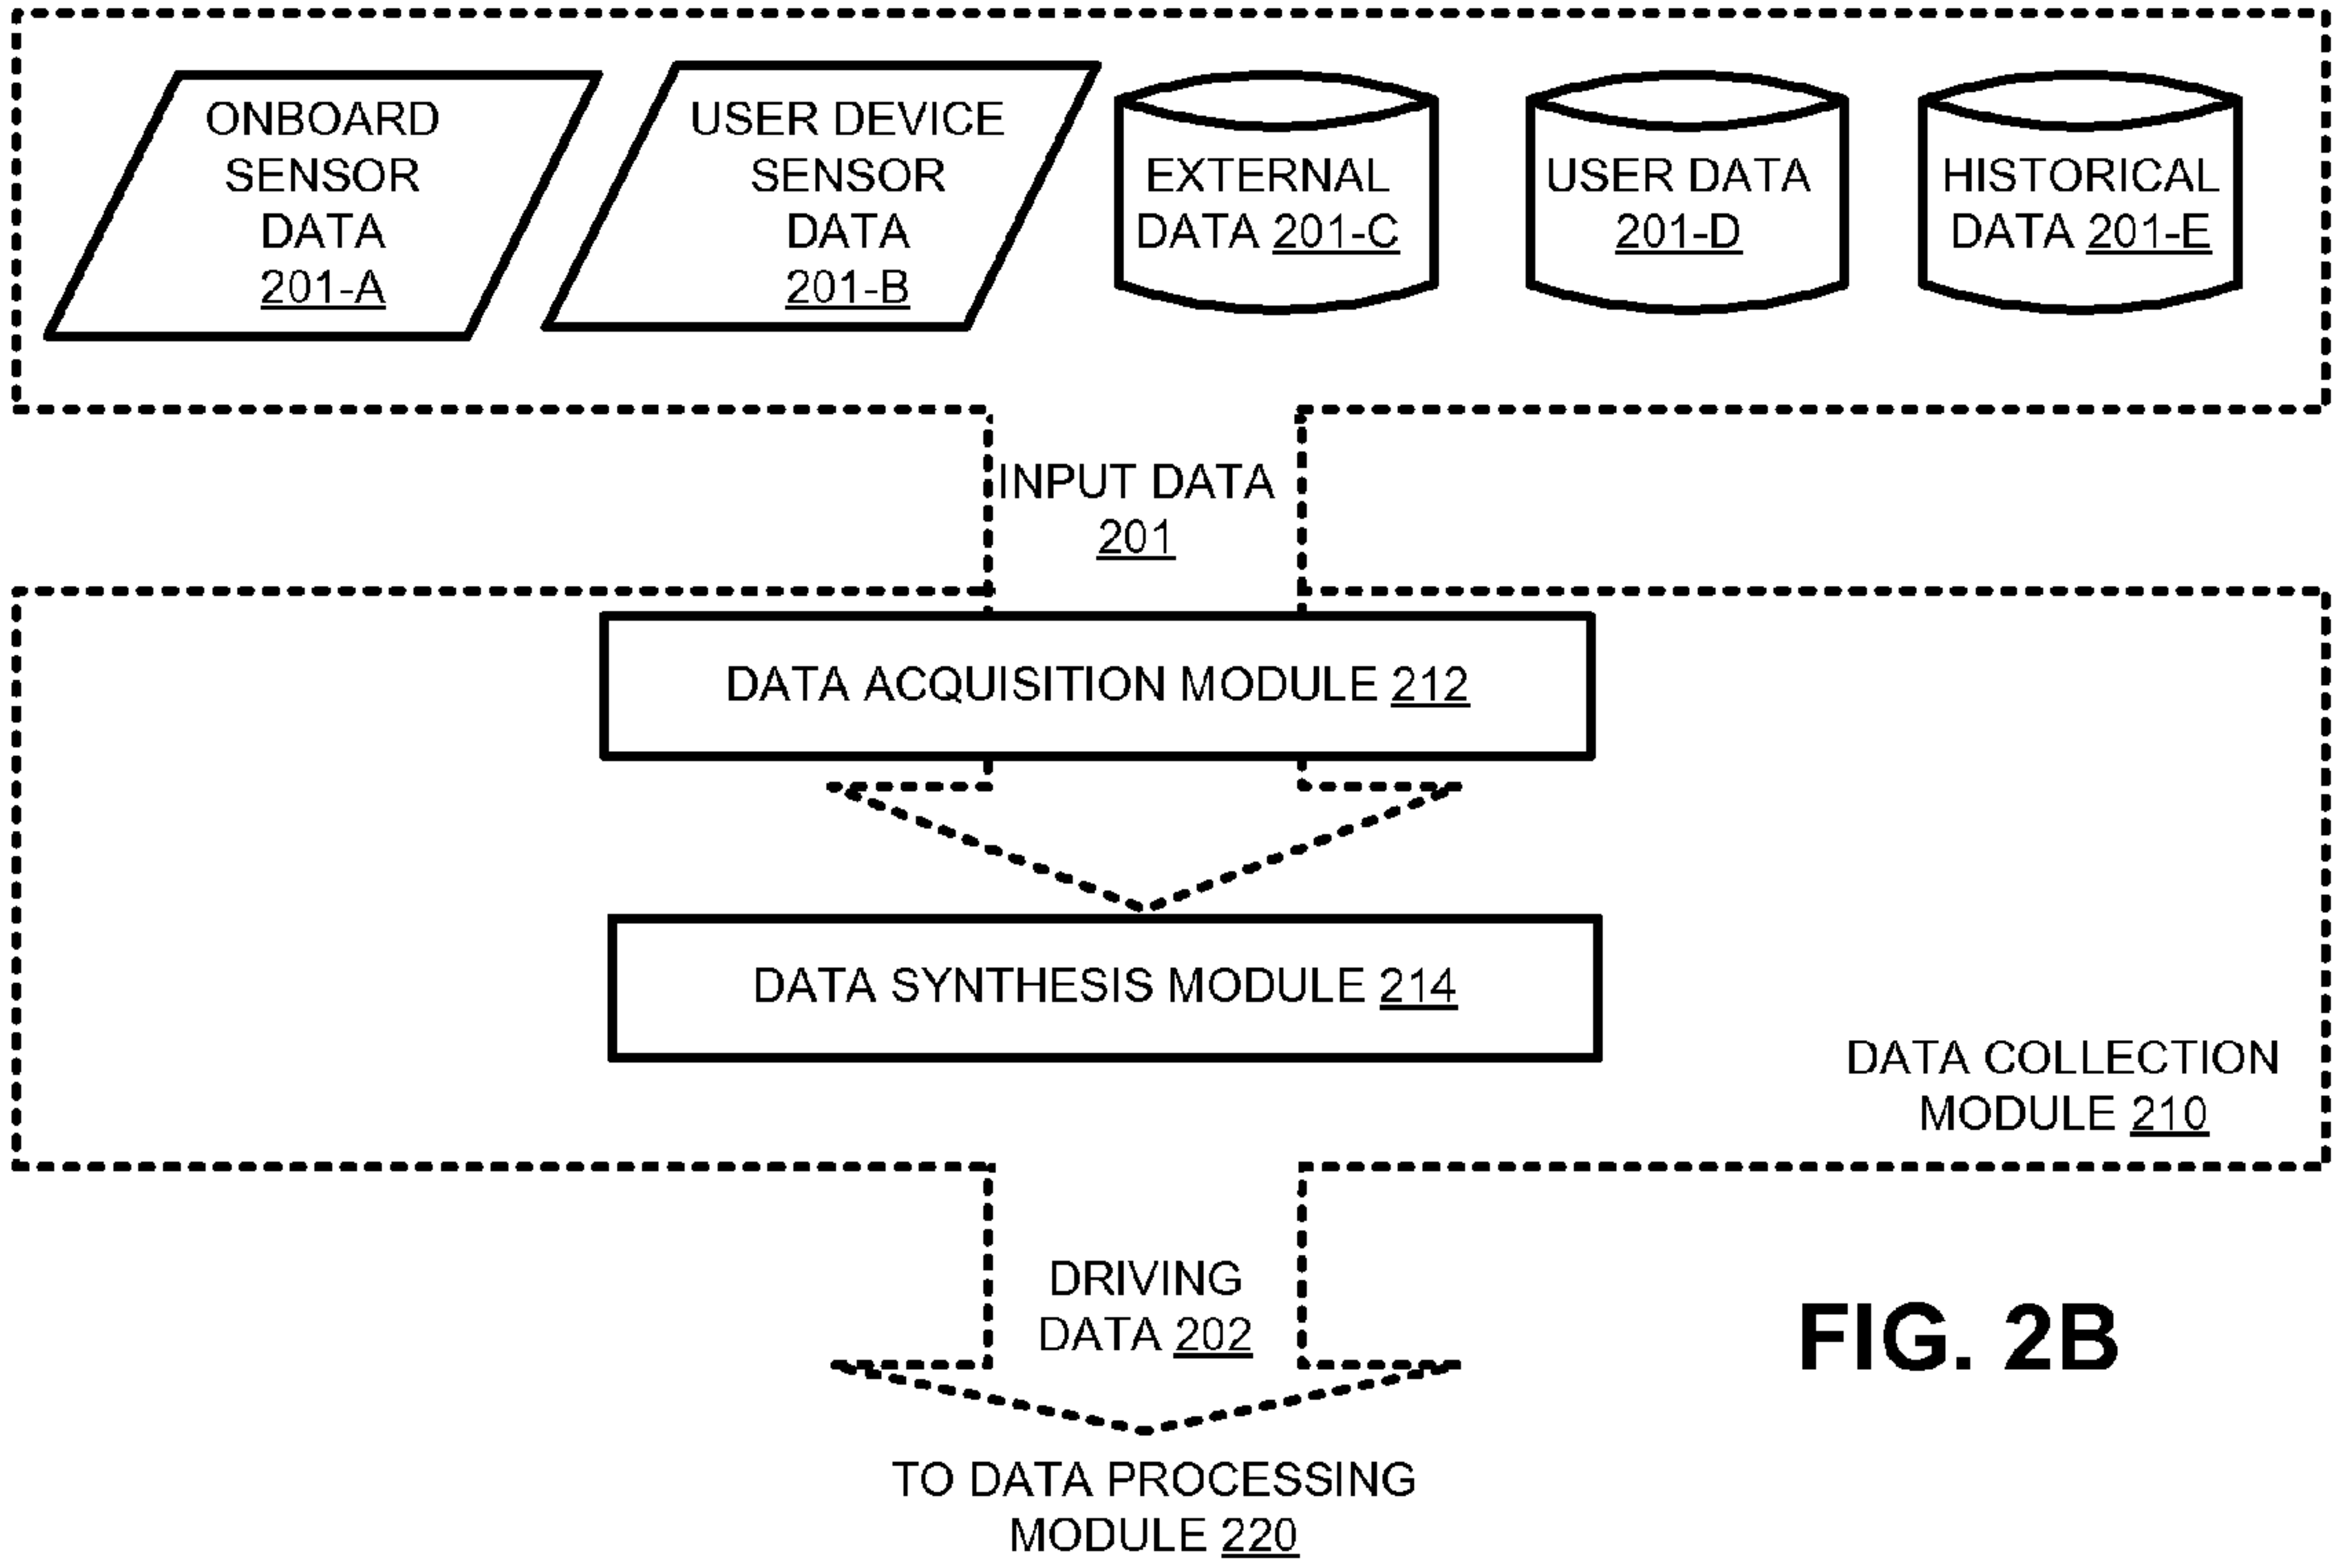 ONBOARD
SENSOR
DATA
201-A
USER DEVICE
SENSOR
DATA
201-B
EXTERNAL
DATA 201-C
USER DATA
201-D
HISTORICAL
DATA 201-E
INPUT DATA
201
DATA ACQUISITION MODULE 212
DATA SYNTHESIS MODULE 214
DATA COLLECTION
MODULE 210
DRIVING
DATA 202
FIG. 2B
TO DATA PROCESSING
MODULE 220